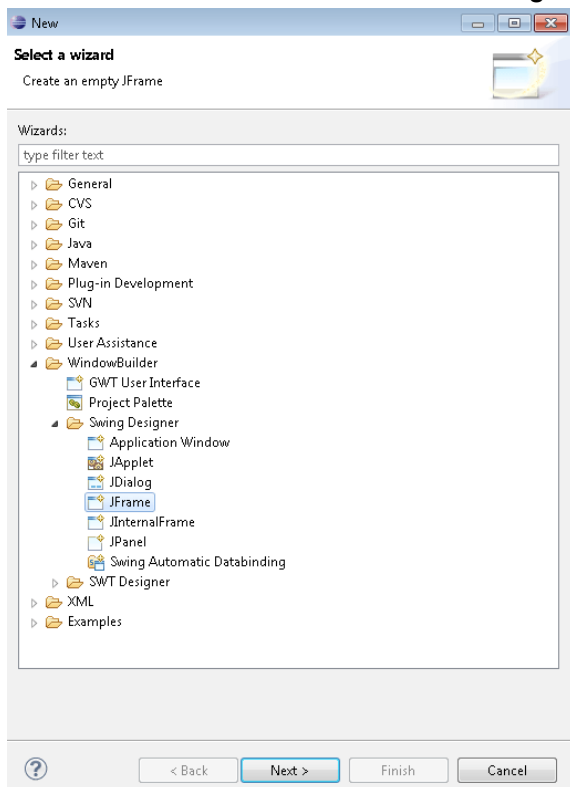 New
Select a wizard
Create an empty JFrame
Wizards:
type filter text
General
CVS
Git
Java
Maven
Plug-in Development
SVN
Tasks
User Assistance
WindowBuilder
GWT User Interface
Project Palette
Swing Designer
Application Window
JApplet
JDialog
JFrame
JInternalFrame
JPanel
Swing Automatic Databinding
SWT Designer
XML
Examples
? < Back Next > Finish Cancel